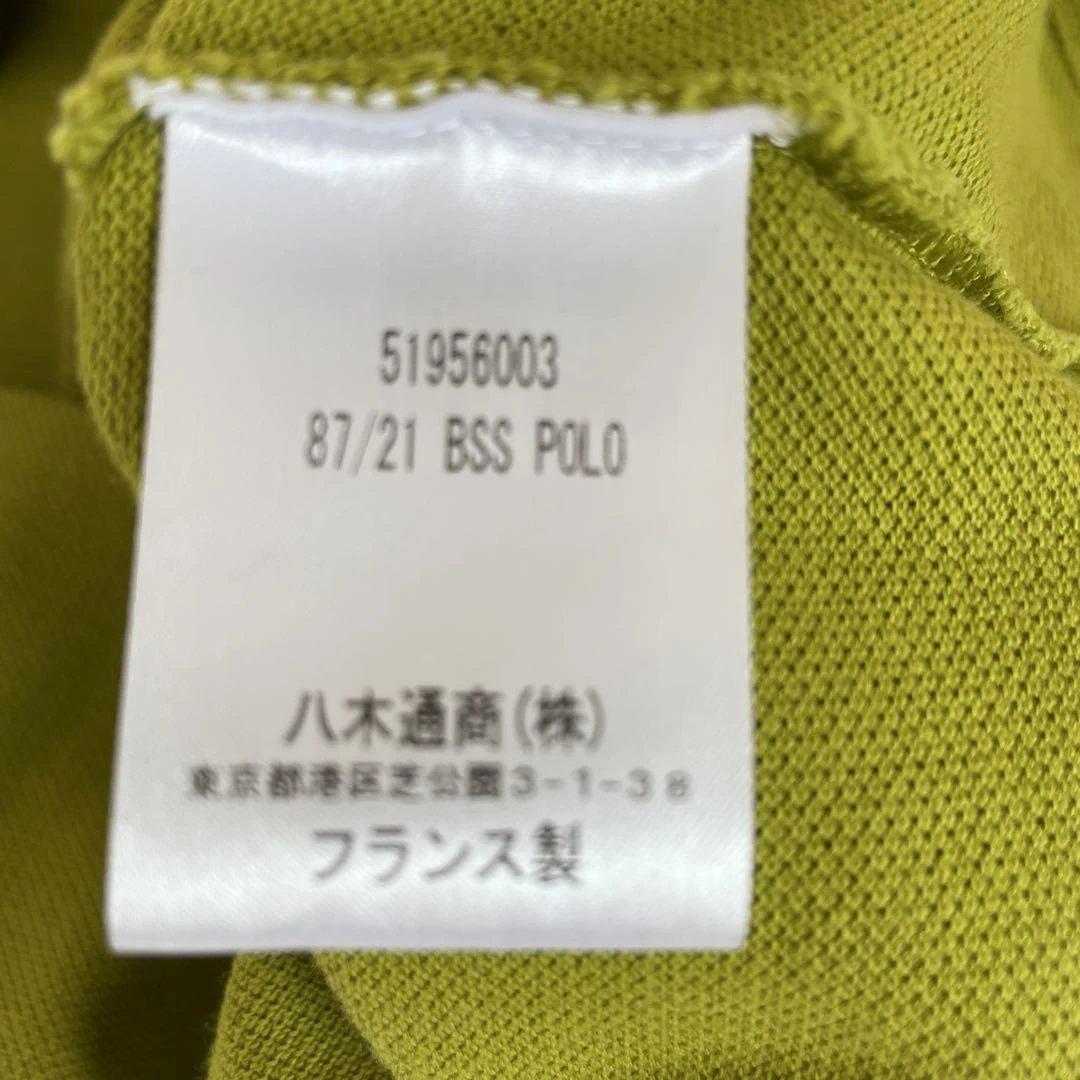 51956003
87/21 BSS POLO
八木通商(株)
東京都港区芝公園3-1-38
フランス製